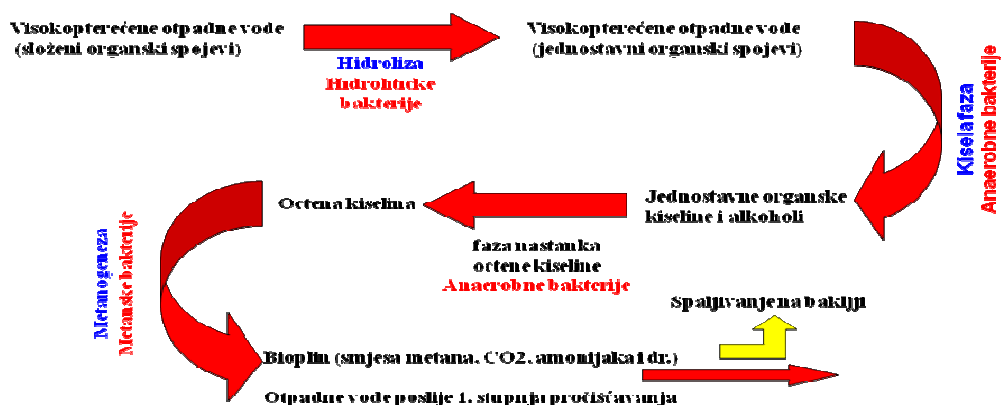 Visokopterećene otpadne vode
(složeni organski spojevi)
Hidroliza
Hidrolitičke
bakterije
Visokopterećene otpadne vode
(jednostavni organski spojevi)
Kisela faza
Anaerobne bakterije
Jednostavne organske
kiseline i alkoholi
faza nastanka
octene kiseline
Anaerobne bakterije
Octena kiselina
Metanogeneza
Metanske bakterije
Bioplin (smjesa metana, CO2, amonijaka i dr.)
Spaljivanje na baklji
Otpadne vode poslije 1. stupnja pročišćavanja